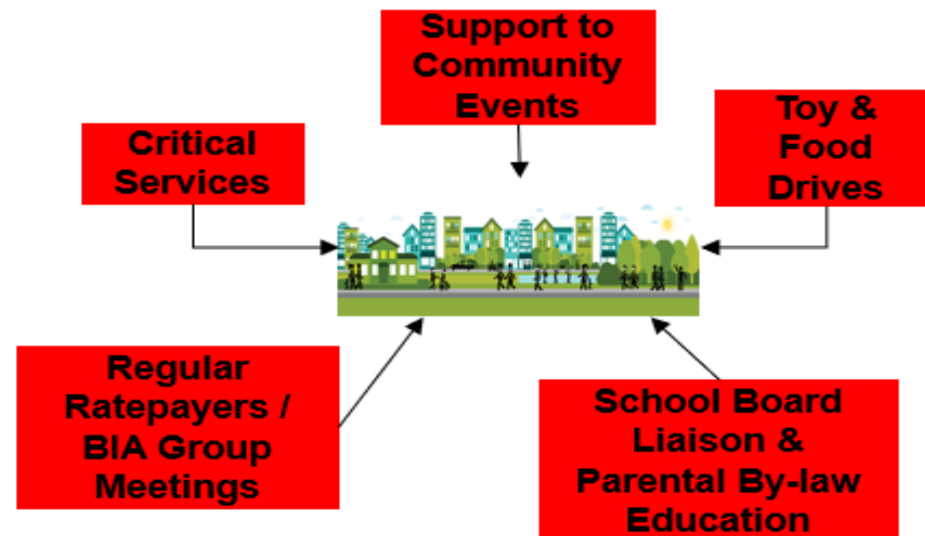 Support to
Community
Events
Critical
Services
Toy &
Food
Drives
Regular
Ratepayers /
BIA Group
Meetings
School Board
Liaison &
Parental By-law
Education